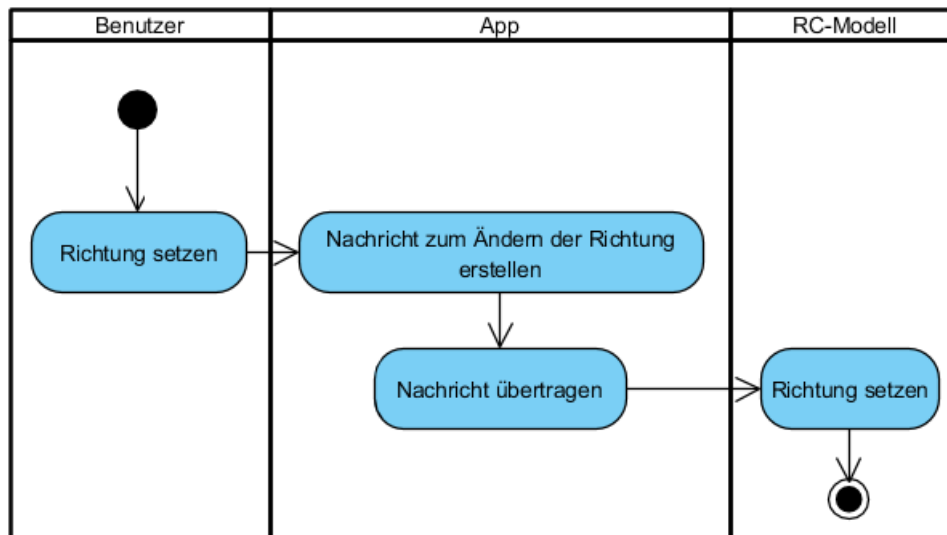 Benutzer
App
RC-Modell
Richtung setzen
Nachricht zum Ändern der Richtung
erstellen
Nachricht übertragen
Richtung setzen